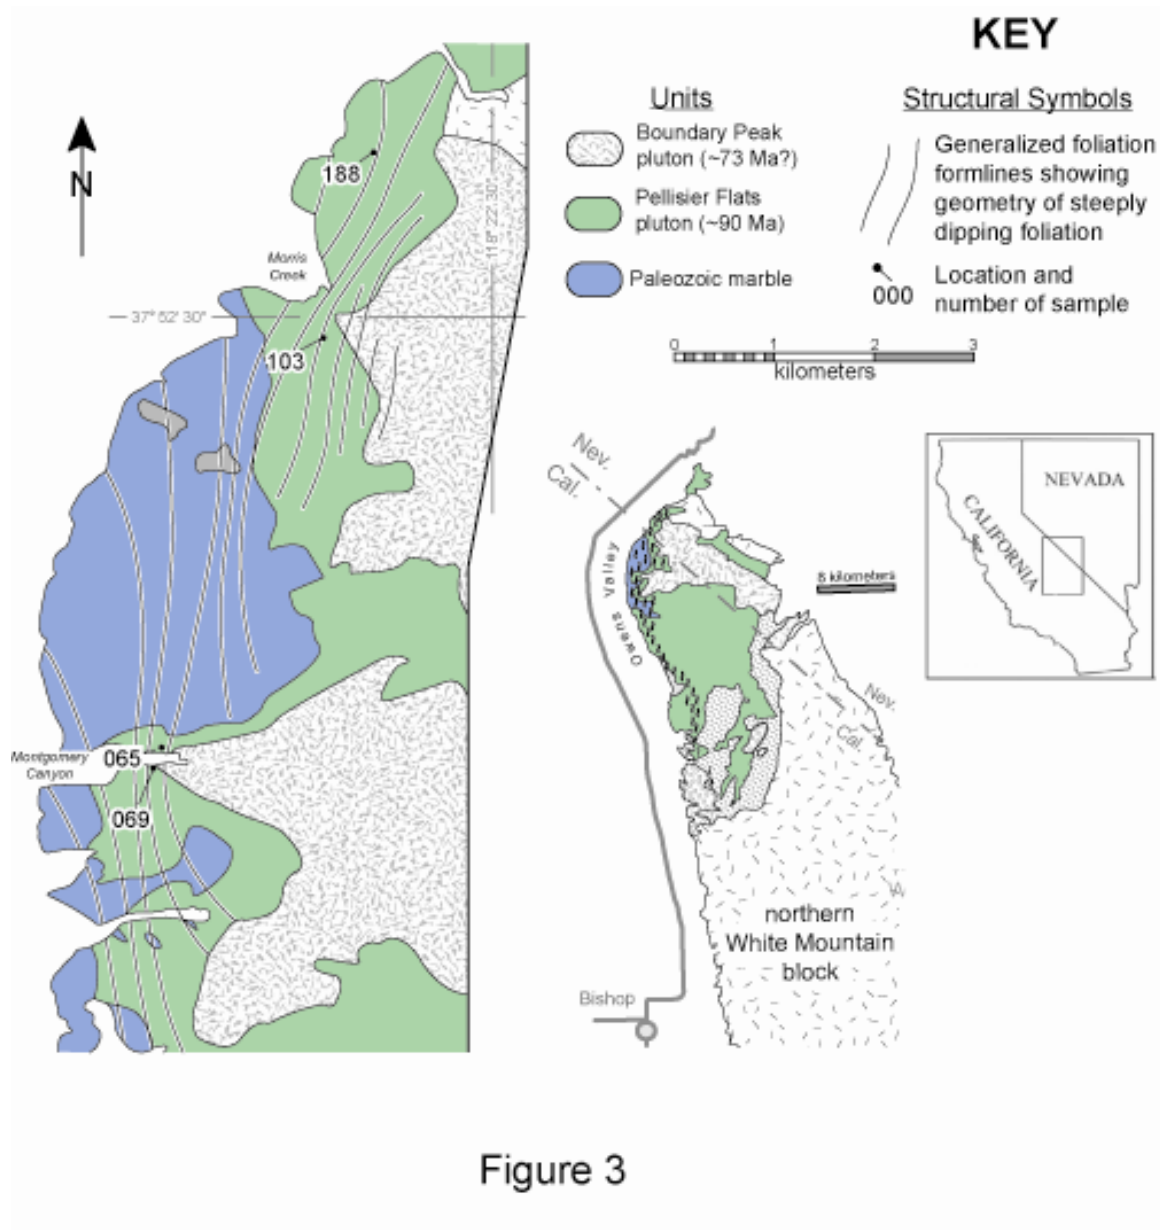 KEY
Units
Structural Symbols
Boundary Peak
pluton (~73 Ma?)
Pellisier Flats
pluton (~90 Ma)
Paleozoic marble
Generalized foliation
formlines showing
geometry of steeply
dipping foliation
000
Location and
number of sample
0 1 2 3
kilometers
N
188
118° 22' 30"
Morris
Creek
37° 52' 30"
103
Montgomery
Canyon
065
069
Nev.
Cal.
Owens Valley
8 kilometers
NEVADA
CALIFORNIA
Nev.
Cal.
A
northern
White Mountain
block
Bishop
Figure 3